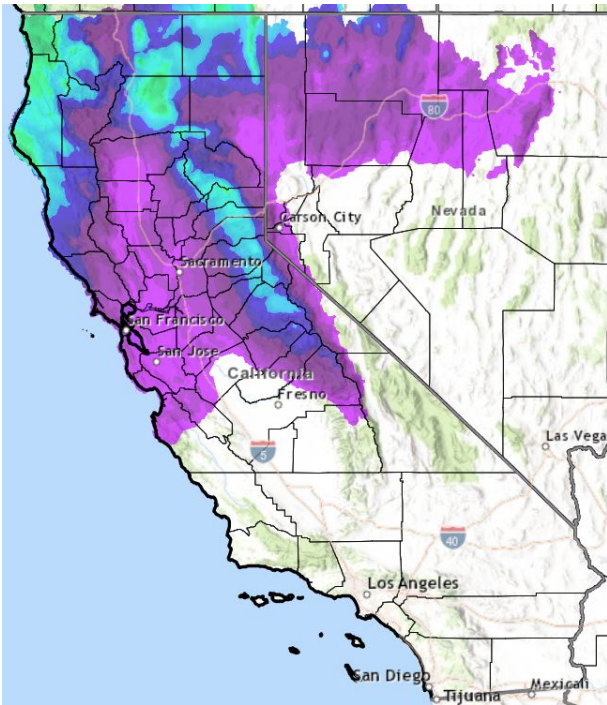 80
Nevada
Carson City
Sacramento
San Francisco
San Jose
California
Fresno
5
Las Vega
40
Los Angeles
San Diego
Tijuana
Mexicali